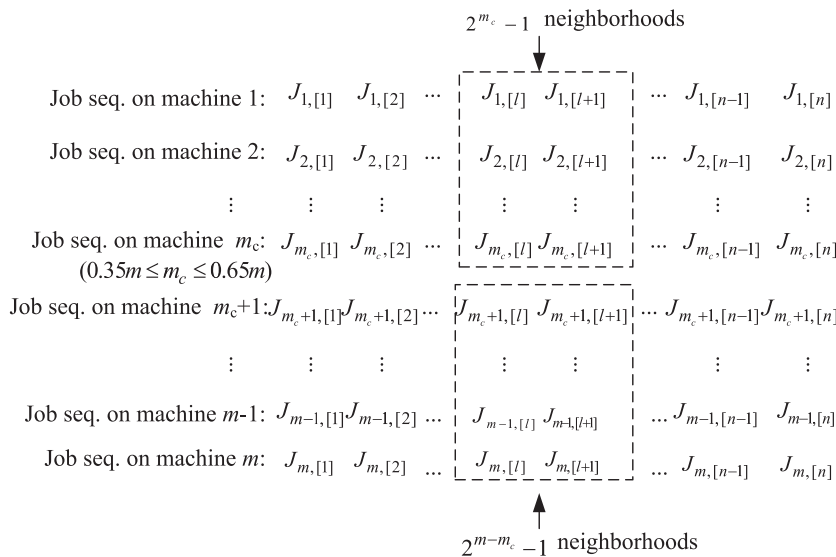 2^{m_c} −1 neighborhoods
Job seq. on machine 1: J_{1,[1]} J_{1,[2]} ... J_{1,[l]} J_{1,[l+1]} ... J_{1,[n−1]} J_{1,[n]}
Job seq. on machine 2: J_{2,[1]} J_{2,[2]} ... J_{2,[l]} J_{2,[l+1]} ... J_{2,[n−1]} J_{2,[n]}
⋮ ⋮ ⋮ ⋮ ⋮ ⋮ ⋮
Job seq. on machine m_c: J_{m_c,[1]} J_{m_c,[2]} ... J_{m_c,[l]} J_{m_c,[l+1]} ... J_{m_c,[n−1]} J_{m_c,[n]}
(0.35m ≤ m_c ≤ 0.65m)
Job seq. on machine m_c+1: J_{m_c+1,[1]} J_{m_c+1,[2]} ... J_{m_c+1,[l]} J_{m_c+1,[l+1]} ... J_{m_c+1,[n−1]} J_{m_c+1,[n]}
⋮ ⋮ ⋮ ⋮ ⋮ ⋮ ⋮
Job seq. on machine m-1: J_{m−1,[1]} J_{m−1,[2]} ... J_{m−1,[l]} J_{m−1,[l+1]} ... J_{m−1,[n−1]} J_{m−1,[n]}
Job seq. on machine m: J_{m,[1]} J_{m,[2]} ... J_{m,[l]} J_{m,[l+1]} ... J_{m,[n−1]} J_{m,[n]}
2^{m−m_c} −1 neighborhoods